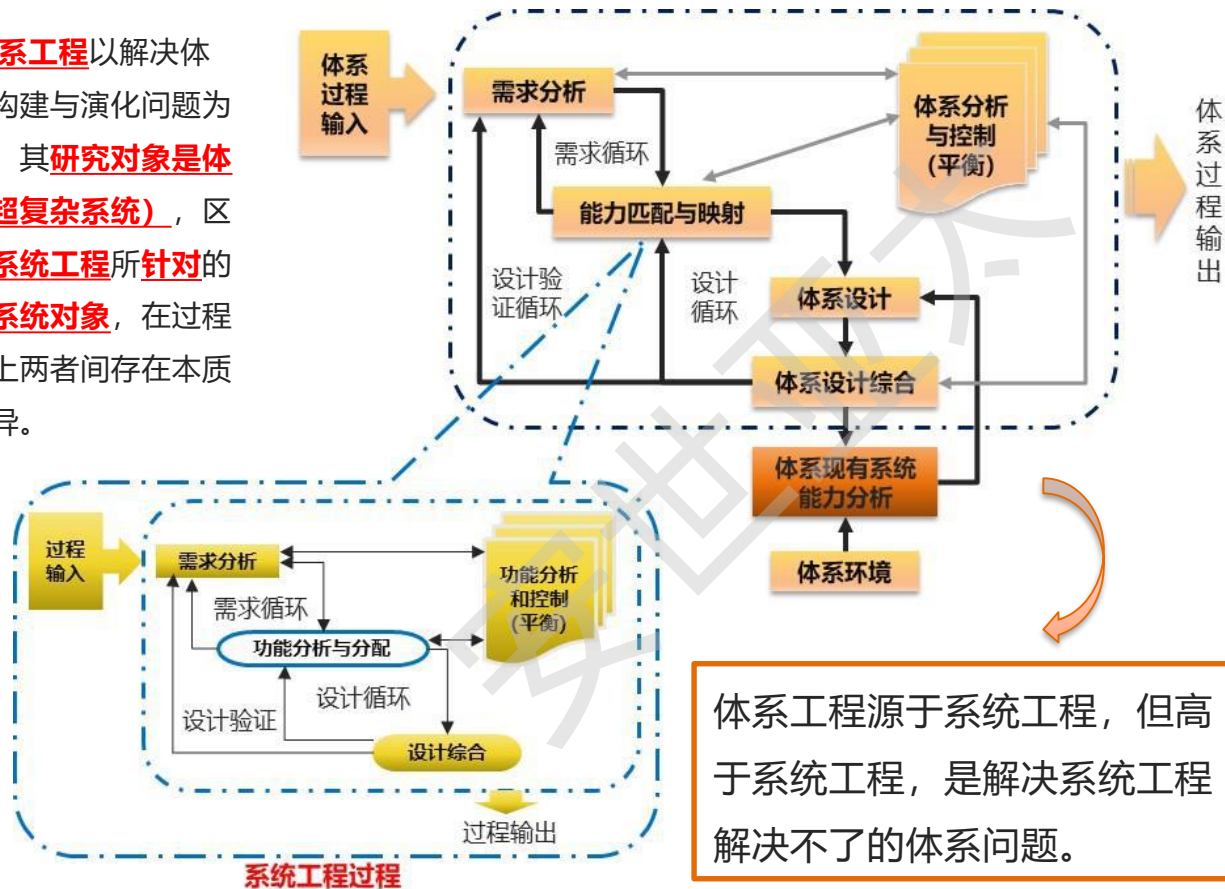 系工程以解决体
构建与演化问题为
其研究对象是体
超复杂系统），区
系统工程所针对的
系统对象，在过程
上两者间存在本质
异。
体系
过程
输入
需求分析
体系分析
与控制
(平衡)
需求循环
能力匹配与映射
设计验
证循环
设计
循环
体系设计
体系设计综合
体系现有系统
能力分析
体系环境
体系过程输出
过程
输入
需求分析
功能分析
和控制
(平衡)
需求循环
功能分析与分配
设计循环
设计验证
设计综合
过程输出
系统工程过程
体系工程源于系统工程，但高
于系统工程，是解决系统工程
解决不了的体系问题。
安世亚太